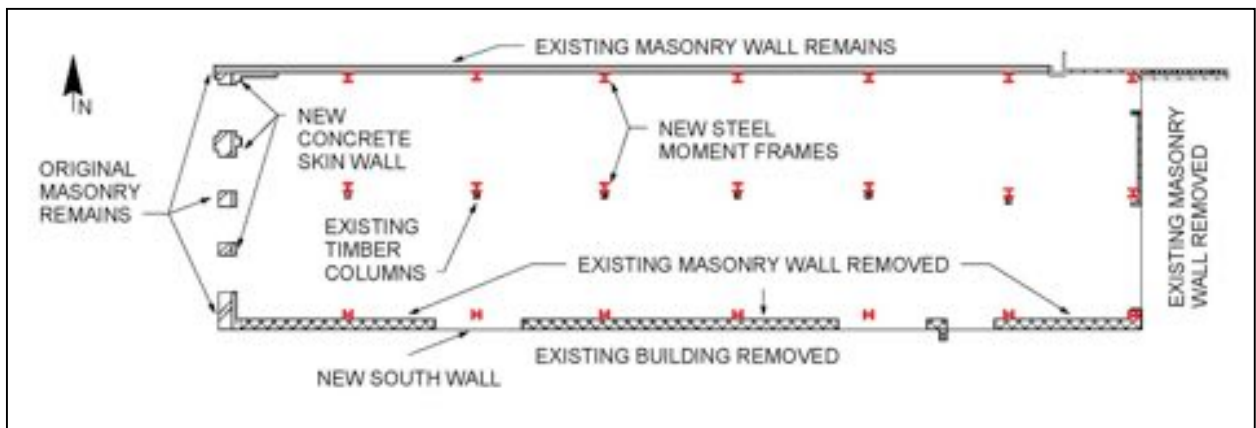 EXISTING MASONRY WALL REMAINS
N
NEW
CONCRETE
SKIN WALL
NEW STEEL
MOMENT FRAMES
ORIGINAL
MASONRY
REMAINS
EXISTING
TIMBER
COLUMNS
EXISTING MASONRY WALL REMOVED
EXISTING MASONRY
WALL REMOVED
EXISTING BUILDING REMOVED
NEW SOUTH WALL